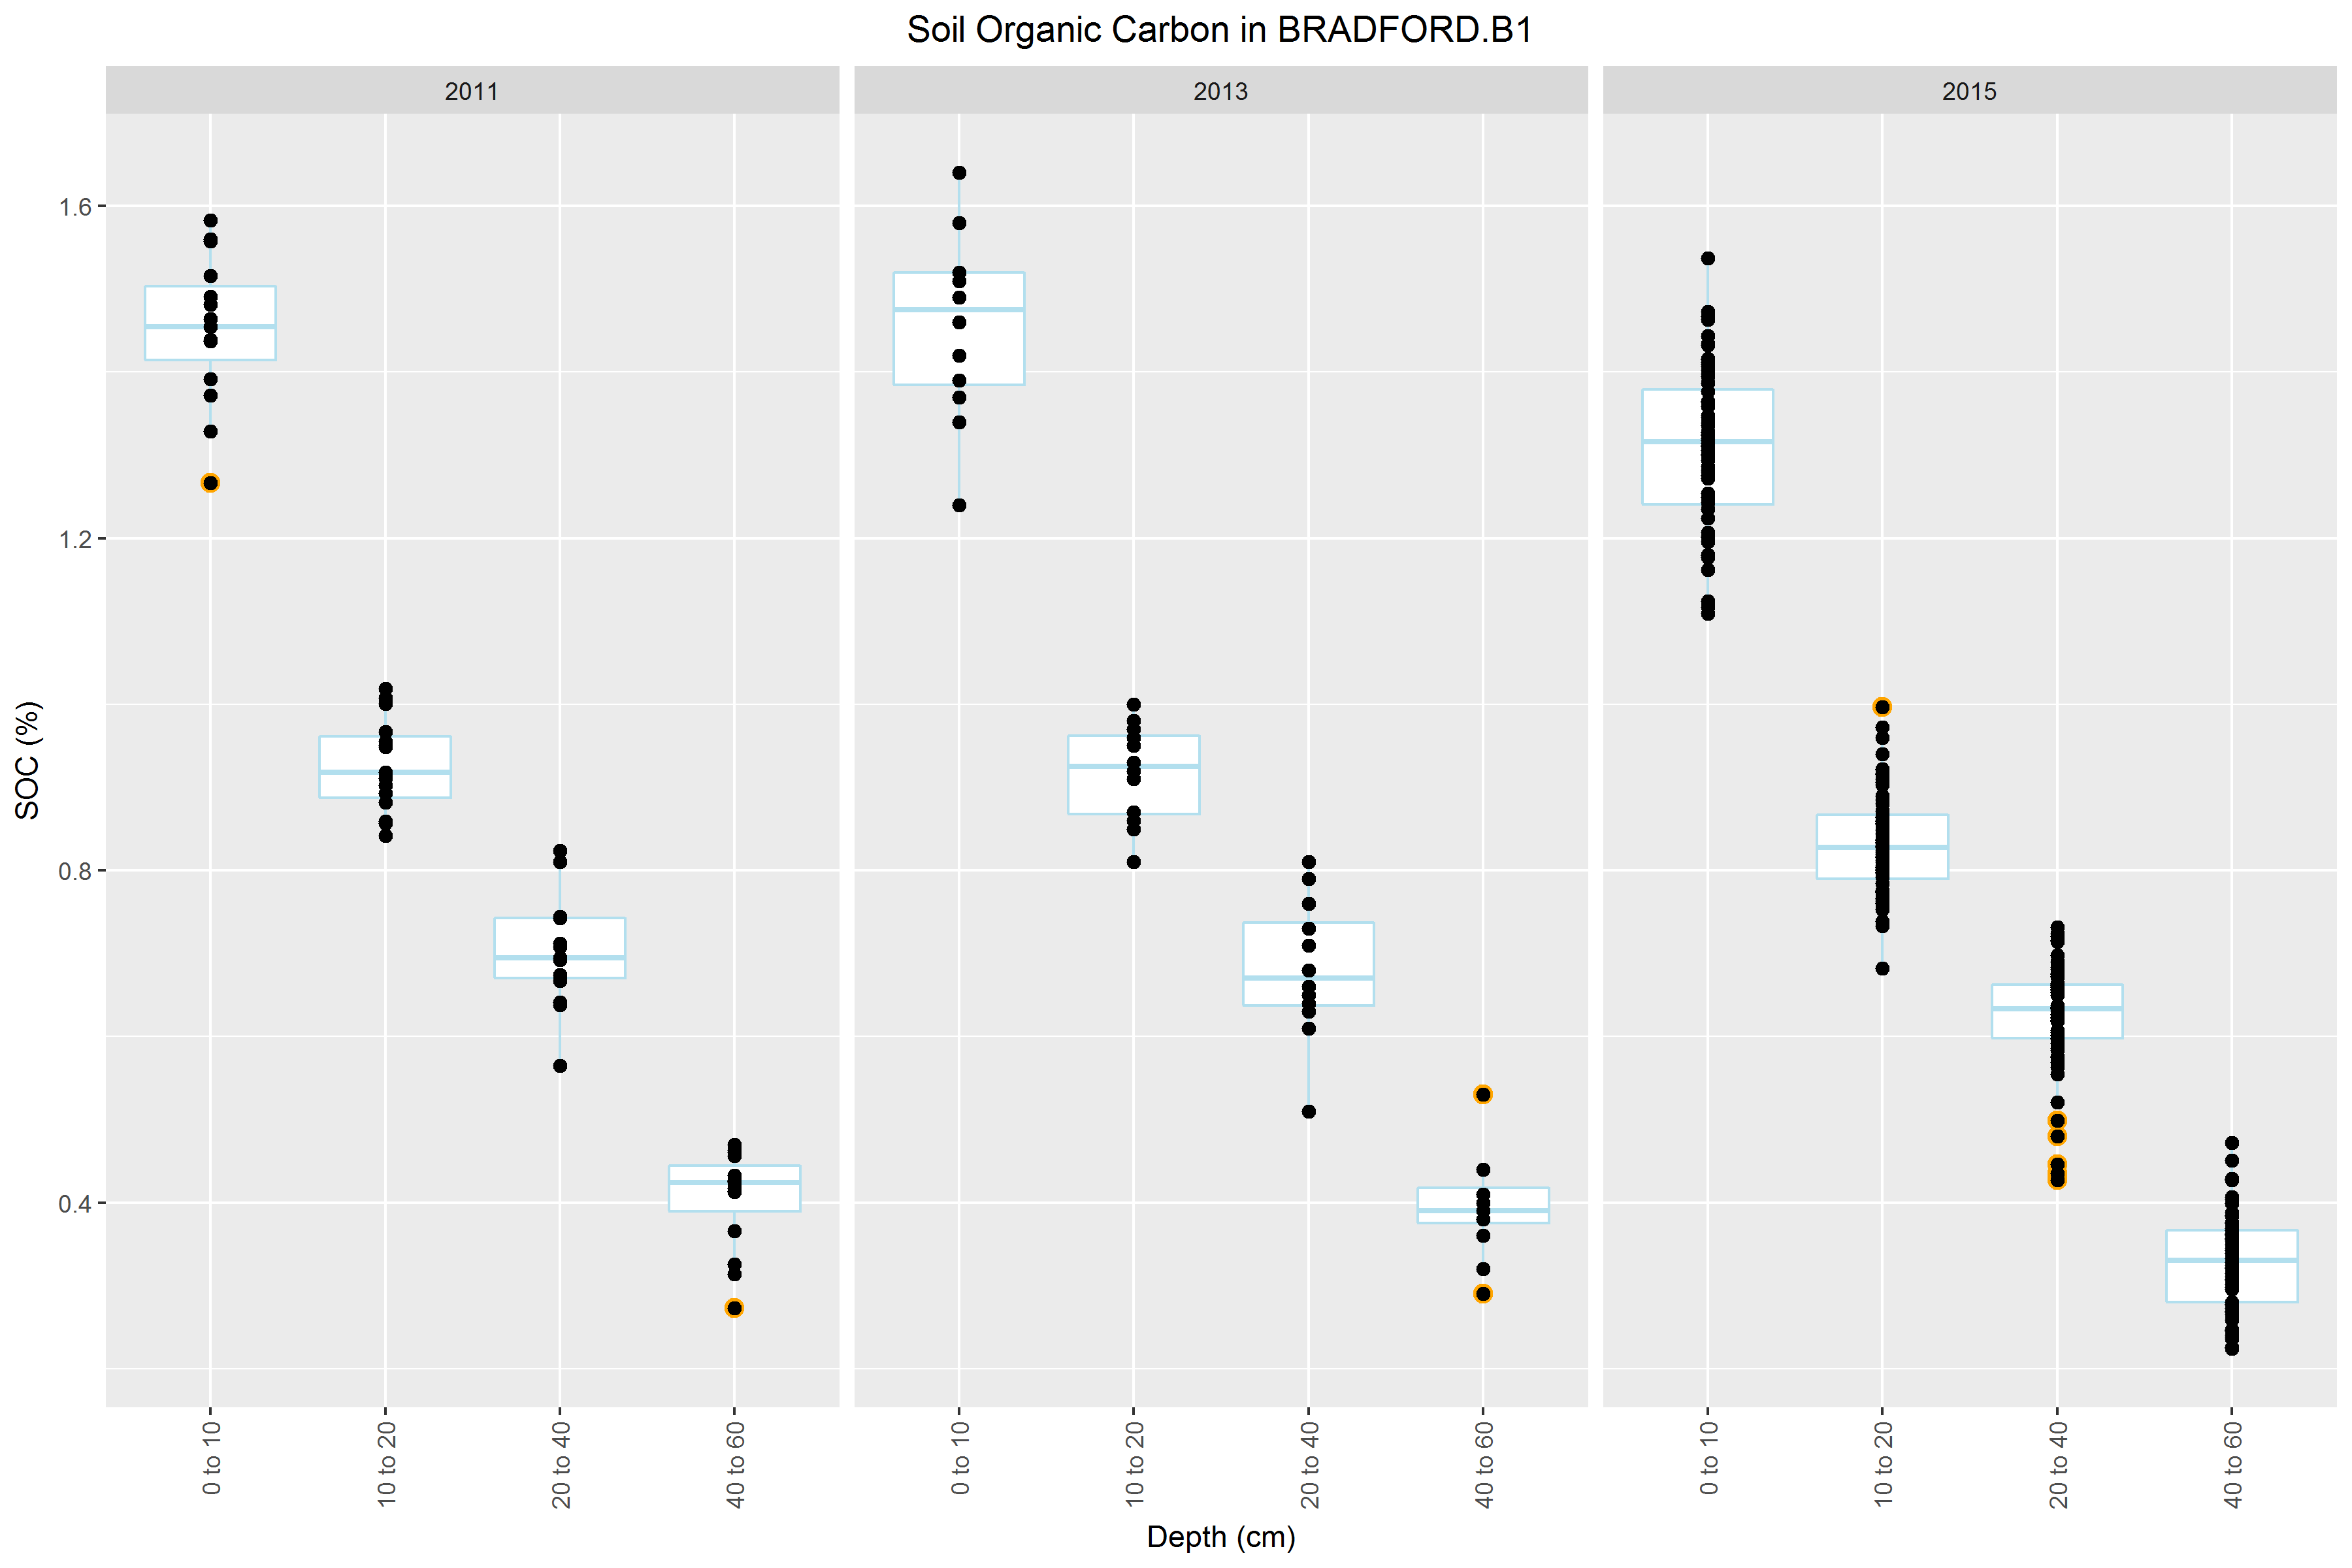 Soil Organic Carbon in BRADFORD.B1
2011
2013
2015
SOC (%)
1.6
1.2
0.8
0.4
0 to 10
10 to 20
20 to 40
40 to 60
0 to 10
10 to 20
20 to 40
40 to 60
0 to 10
10 to 20
20 to 40
40 to 60
Depth (cm)